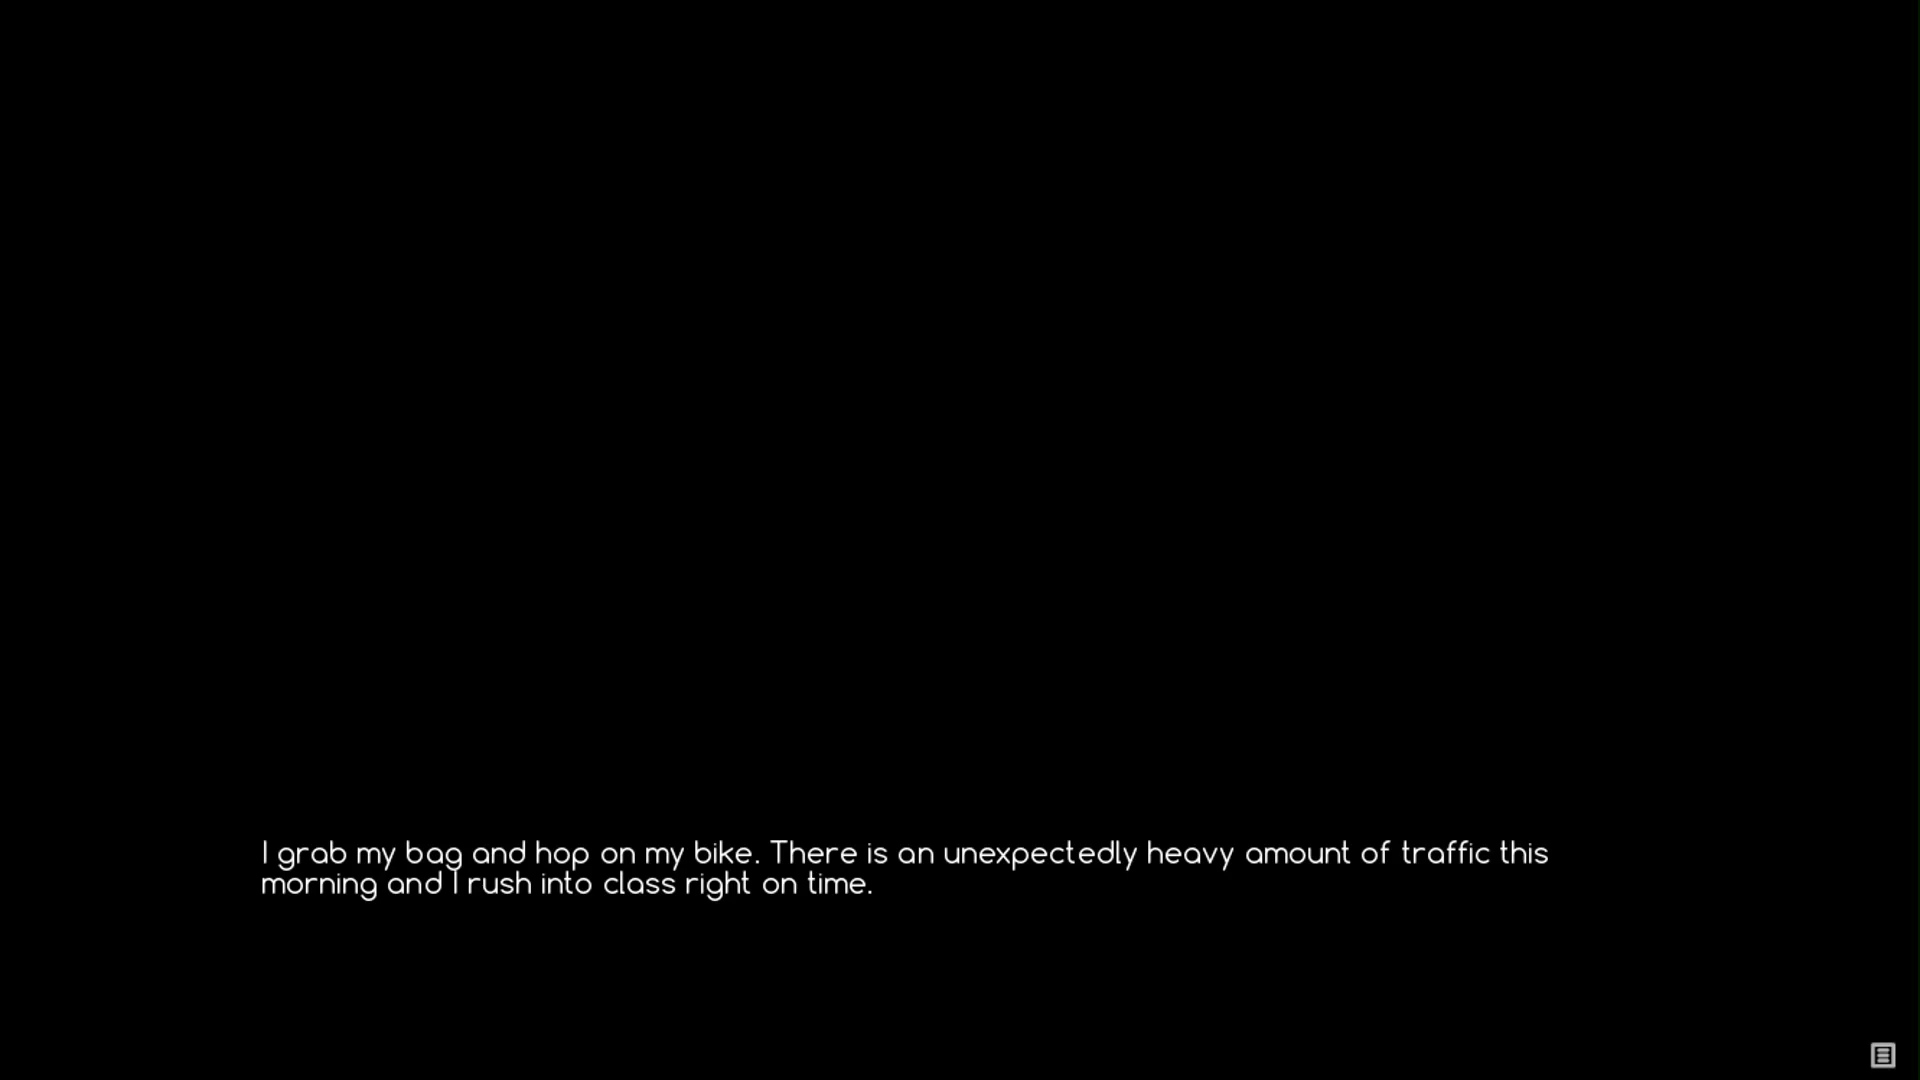 I grab my bag and hop on my bike. There is an unexpectedly heavy amount of traffic this
morning and I rush into class right on time.